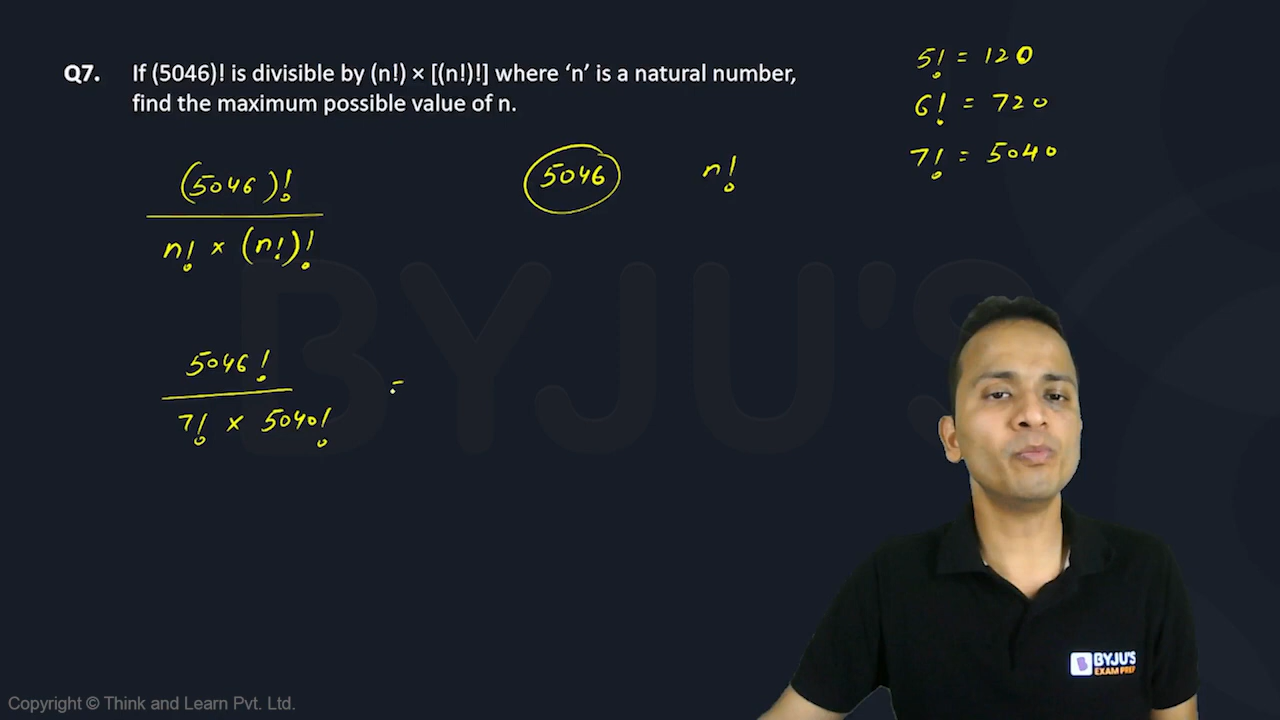 Q7. If (5046)! is divisible by (n!) × [(n!)!] where ‘n’ is a natural number,
find the maximum possible value of n.
5! = 120
6! = 720
7! = 5040
(5046)!
n! × (n!)!
5046
n!
5046!
7! × 5040!
=
BYJU'S
BYJU'S
EXAM PREP
Copyright © Think and Learn Pvt. Ltd.